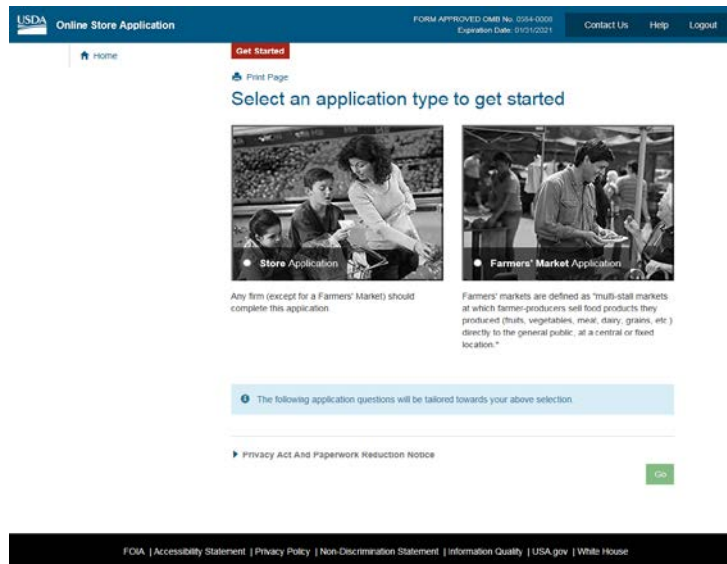 USDA
Online Store Application
FORM APPROVED OMB No. 0584-0008
Expiration Date: 01/31/2021
Contact Us
Help
Logout
Home
Get Started
Print Page
Select an application type to get started
Store Application
Farmers' Market Application
Any firm (except for a Farmers' Market) should
complete this application
Farmers' markets are defined as "multi-stall markets
at which farmer-producers sell food products they
produced (fruits, vegetables, meat, dairy, grains, etc.)
directly to the general public, at a central or fixed
location."
The following application questions will be tailored towards your above selection
Privacy Act And Paperwork Reduction Notice
Go
FOIA | Accessibility Statement | Privacy Policy | Non-Discrimination Statement | Information Quality | USA.gov | White House